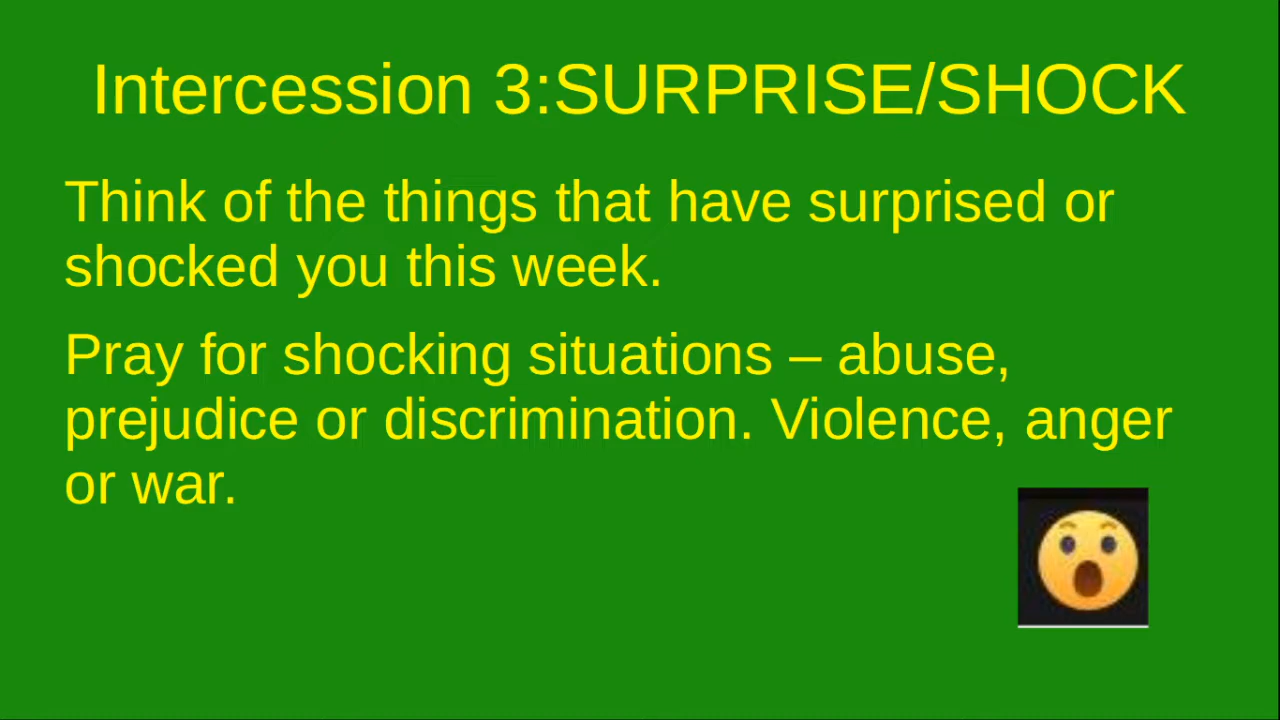 Intercession 3:SURPRISE/SHOCK
Think of the things that have surprised or
shocked you this week.
Pray for shocking situations – abuse,
prejudice or discrimination. Violence, anger
or war.